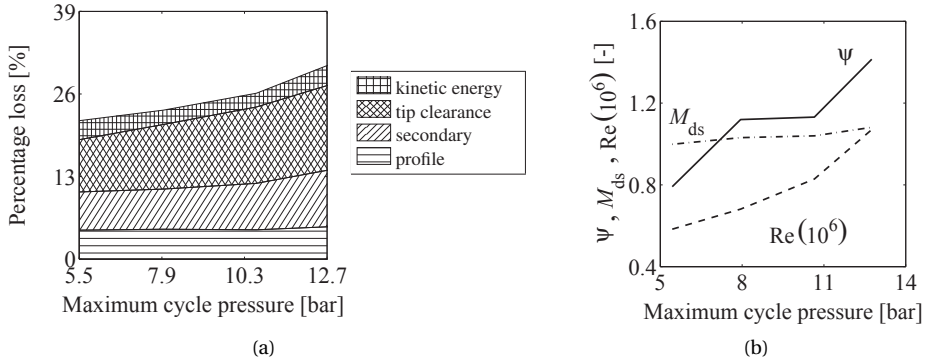 39
26
13
0
Percentage loss [%]
5.5 7.9 10.3 12.7
Maximum cycle pressure [bar]
kinetic energy
tip clearance
secondary
profile
(a)
1.6
1.2
0.8
0.4
Ψ , M_ds , Re (10^6) [-]
Ψ
M_ds
Re (10^6)
5 8 11 14
Maximum cycle pressure [bar]
(b)